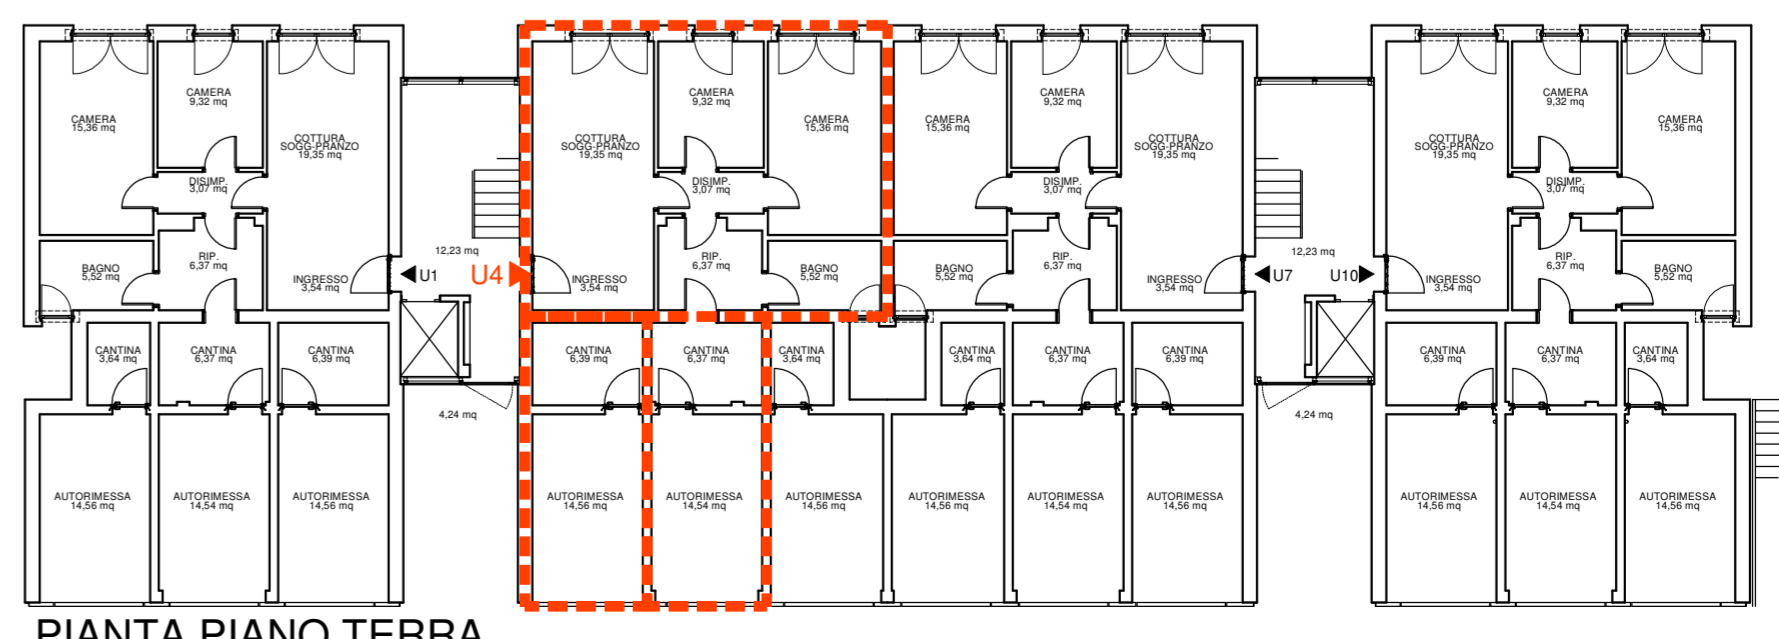 CAMERA
15,36 mq
CAMERA
9,32 mq
COTTURA
SOGG-PRANZO
19,35 mq
DISIMP.
3,07 mq
BAGNO
5,52 mq
RIP.
6,37 mq
INGRESSO
3,54 mq
12,23 mq
U1
CANTINA
3,64 mq
CANTINA
6,37 mq
CANTINA
6,39 mq
4,24 mq
AUTORIMESSA
14,56 mq
AUTORIMESSA
14,54 mq
AUTORIMESSA
14,56 mq
U4
COTTURA
SOGG-PRANZO
19,35 mq
CAMERA
9,32 mq
CAMERA
15,36 mq
DISIMP.
3,07 mq
INGRESSO
3,54 mq
RIP.
6,37 mq
BAGNO
5,52 mq
CANTINA
6,39 mq
CANTINA
6,37 mq
CANTINA
3,64 mq
AUTORIMESSA
14,56 mq
AUTORIMESSA
14,54 mq
AUTORIMESSA
14,56 mq
CAMERA
15,36 mq
CAMERA
9,32 mq
COTTURA
SOGG-PRANZO
19,35 mq
DISIMP.
3,07 mq
BAGNO
5,52 mq
RIP.
6,37 mq
INGRESSO
3,54 mq
U7
12,23 mq
CANTINA
3,64 mq
CANTINA
6,37 mq
CANTINA
6,39 mq
4,24 mq
AUTORIMESSA
14,56 mq
AUTORIMESSA
14,54 mq
AUTORIMESSA
14,56 mq
U10
COTTURA
SOGG-PRANZO
19,35 mq
CAMERA
9,32 mq
CAMERA
15,36 mq
DISIMP.
3,07 mq
INGRESSO
3,54 mq
RIP.
6,37 mq
BAGNO
5,52 mq
CANTINA
6,39 mq
CANTINA
6,37 mq
CANTINA
3,64 mq
AUTORIMESSA
14,56 mq
AUTORIMESSA
14,54 mq
AUTORIMESSA
14,56 mq
PIANTA PIANO TERRA